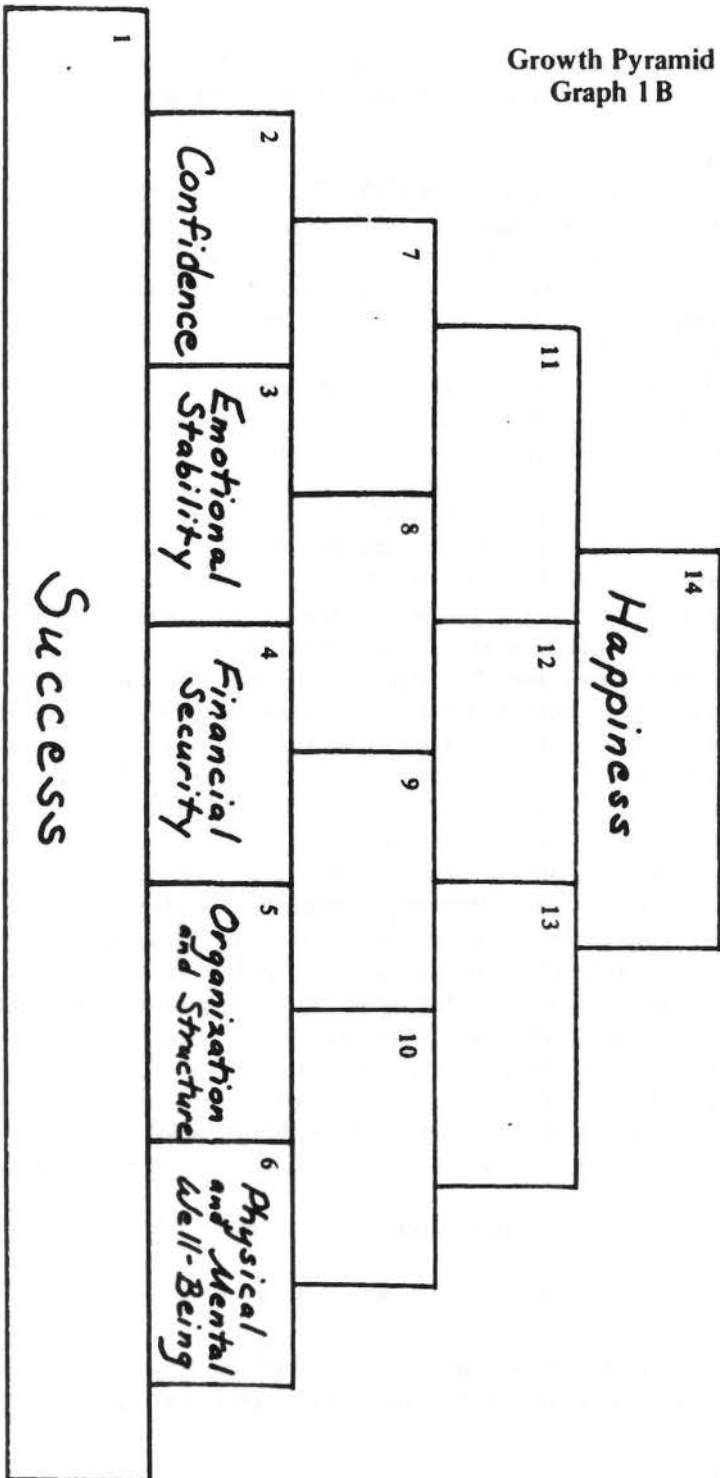 Growth Pyramid
Graph 1 B
14
Happiness
11
12
13
7
8
9
10
2
Confidence
3
Emotional
Stability
4
Financial
Security
5
Organization
and Structure
6
Physical
and Mental
Well-Being
1
Success